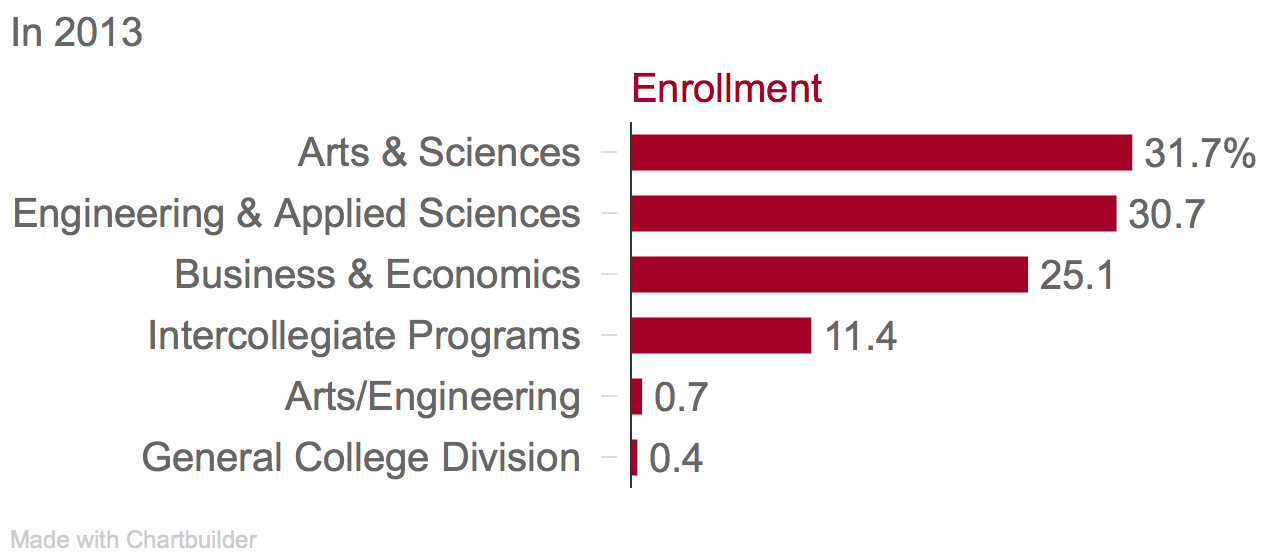 In 2013
Enrollment
Arts & Sciences 31.7%
Engineering & Applied Sciences 30.7
Business & Economics 25.1
Intercollegiate Programs 11.4
Arts/Engineering 0.7
General College Division 0.4
Made with Chartbuilder